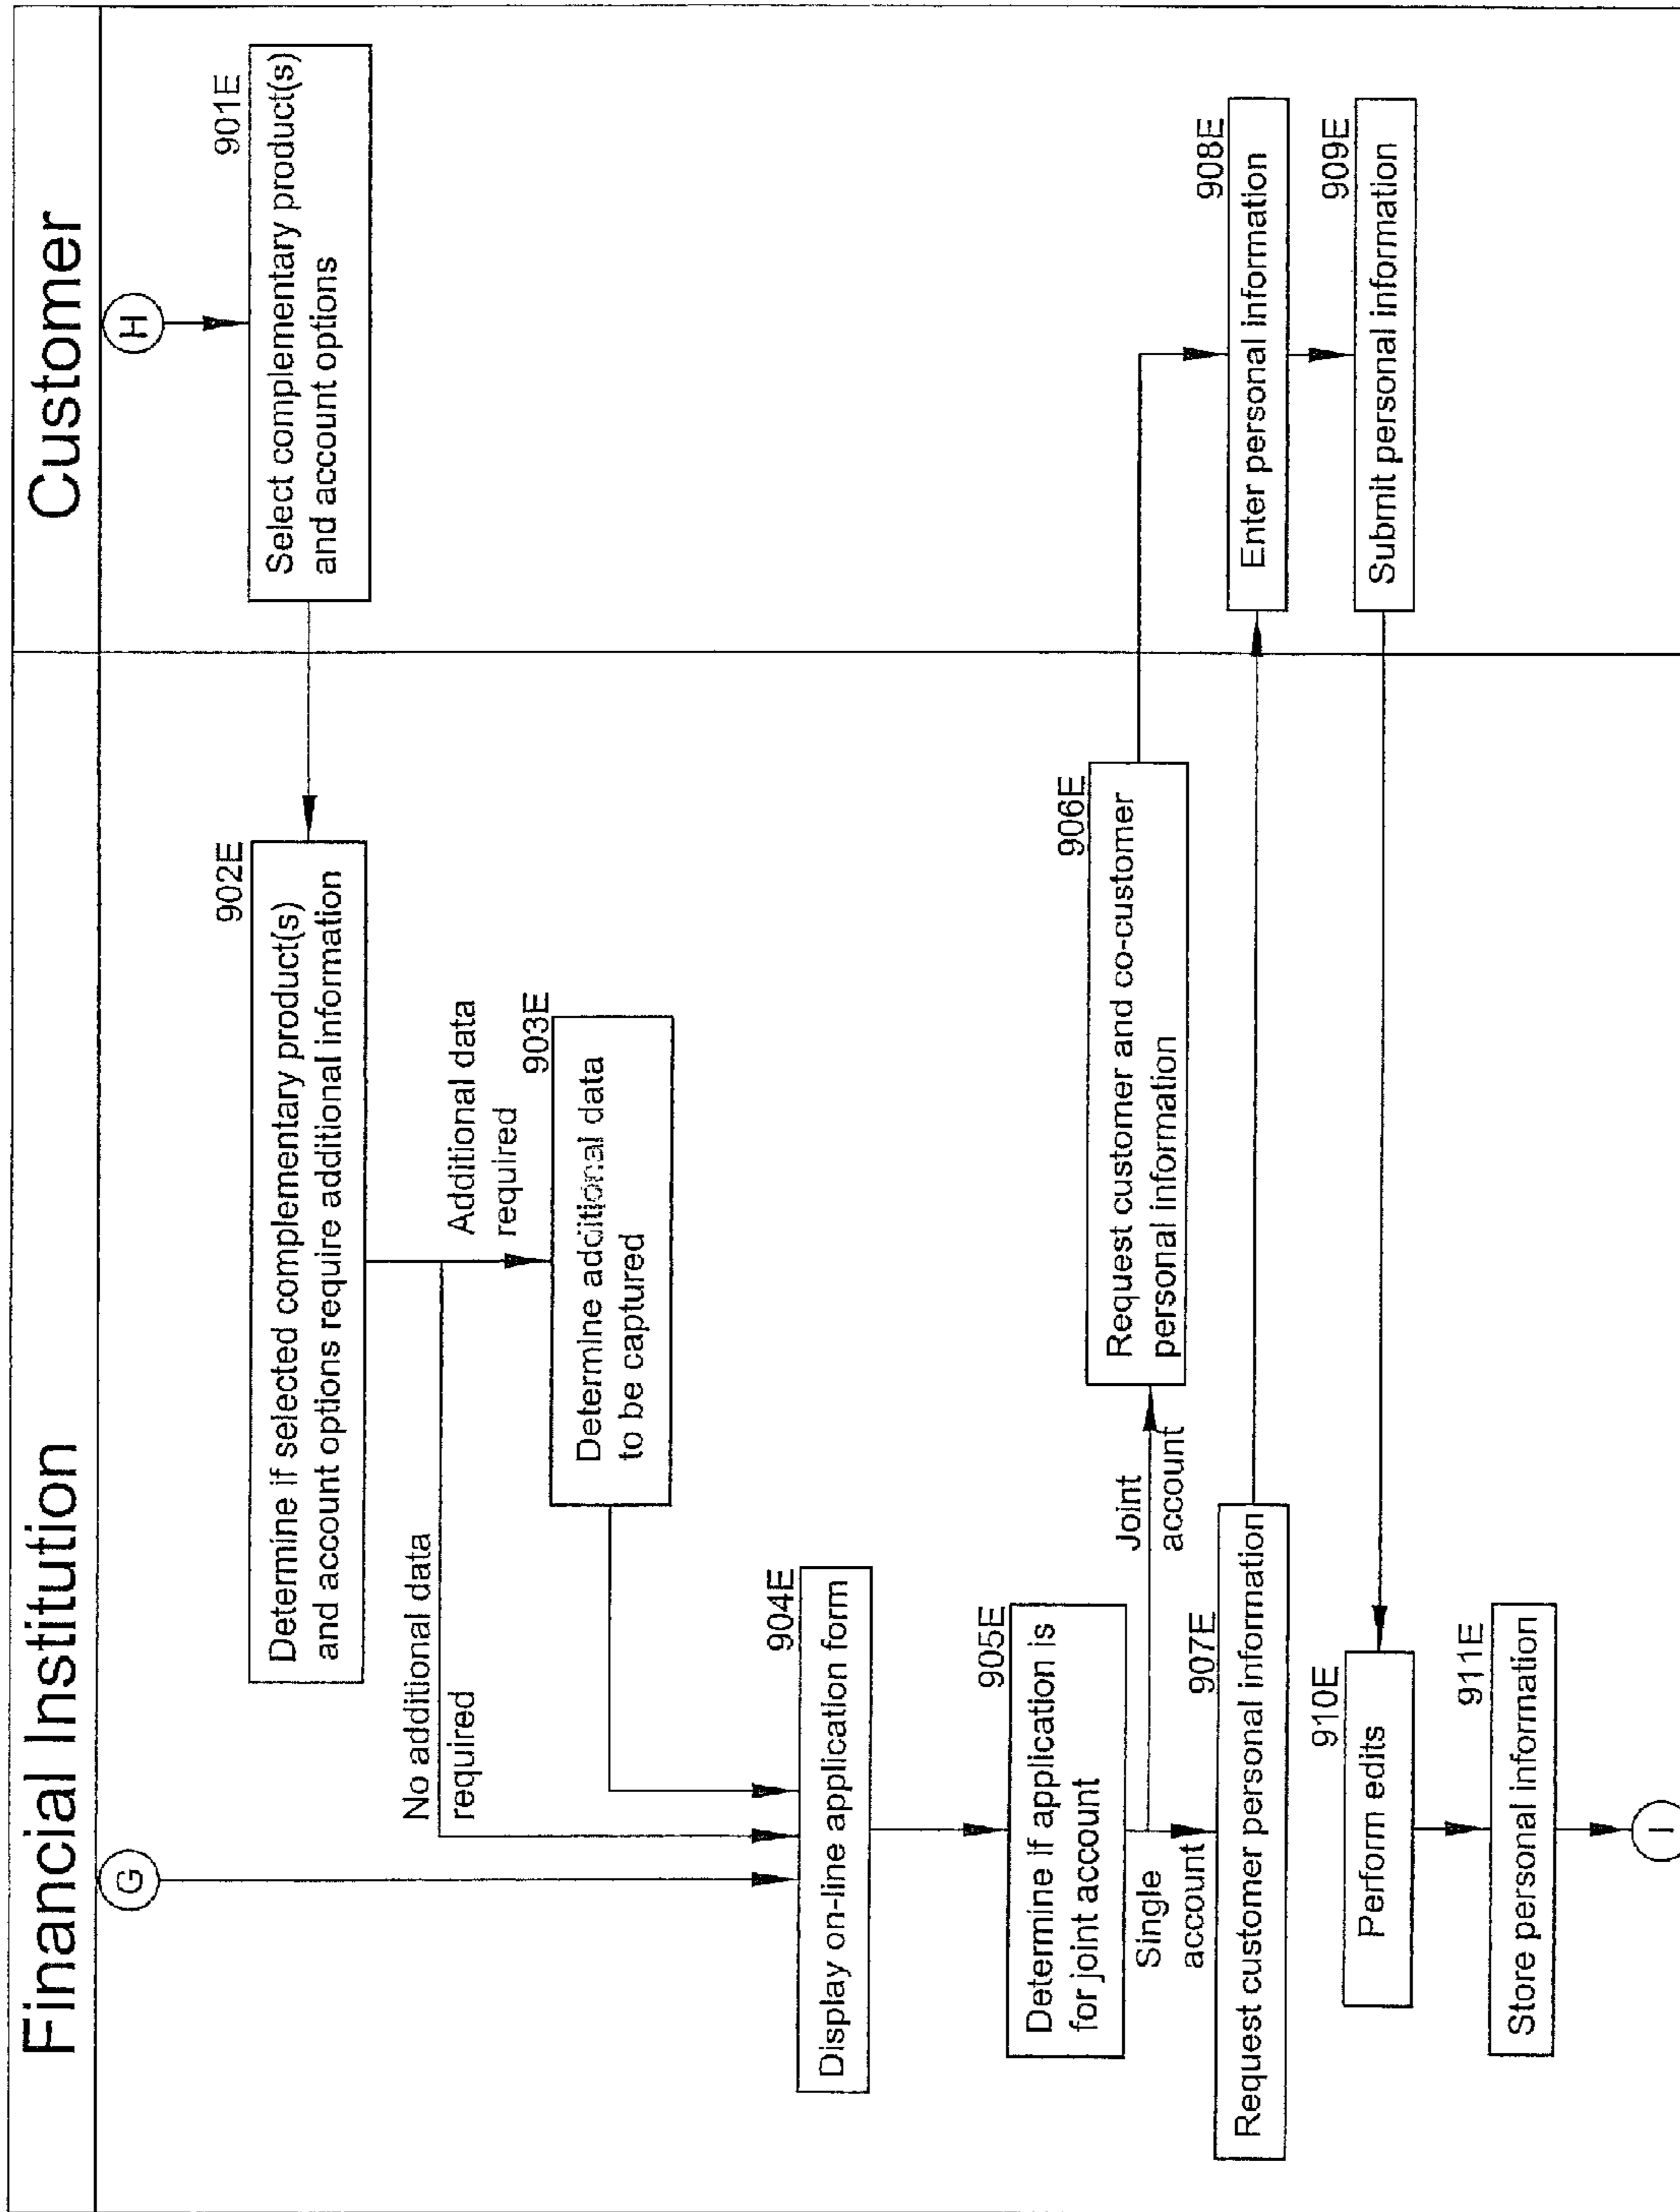 Financial Institution
Customer
G
H
901E
Select complementary product(s)
and account options
902E
Determine if selected complementary product(s)
and account options require additional information
No additional data
required
Additional data
required
903E
Determine additional data
to be captured
904E
Display on-line application form
905E
Determine if application is
for joint account
Single
account
Joint
account
906E
Request customer and co-customer
personal information
907E
Request customer personal information
908E
Enter personal information
909E
Submit personal information
910E
Perform edits
911E
Store personal information
I